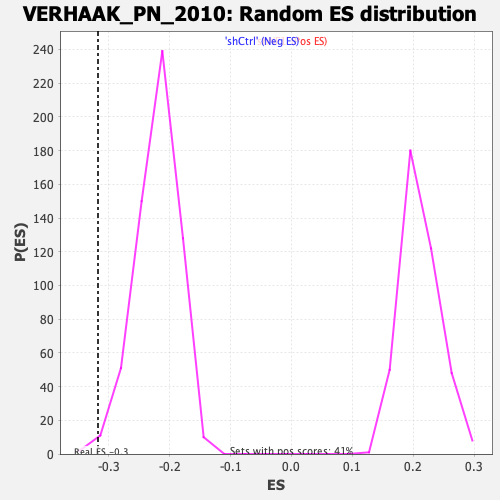 VERHAAK_PN_2010: Random ES distribution
'shCtrl' (Neg ES) Pos ES)
240
220
200
180
160
140
120
100
80
60
40
20
0
P(ES)
Real ES -0.3
Sets with pos scores: 41%
-0.3 -0.2 -0.1 0.0 0.1 0.2 0.3
ES